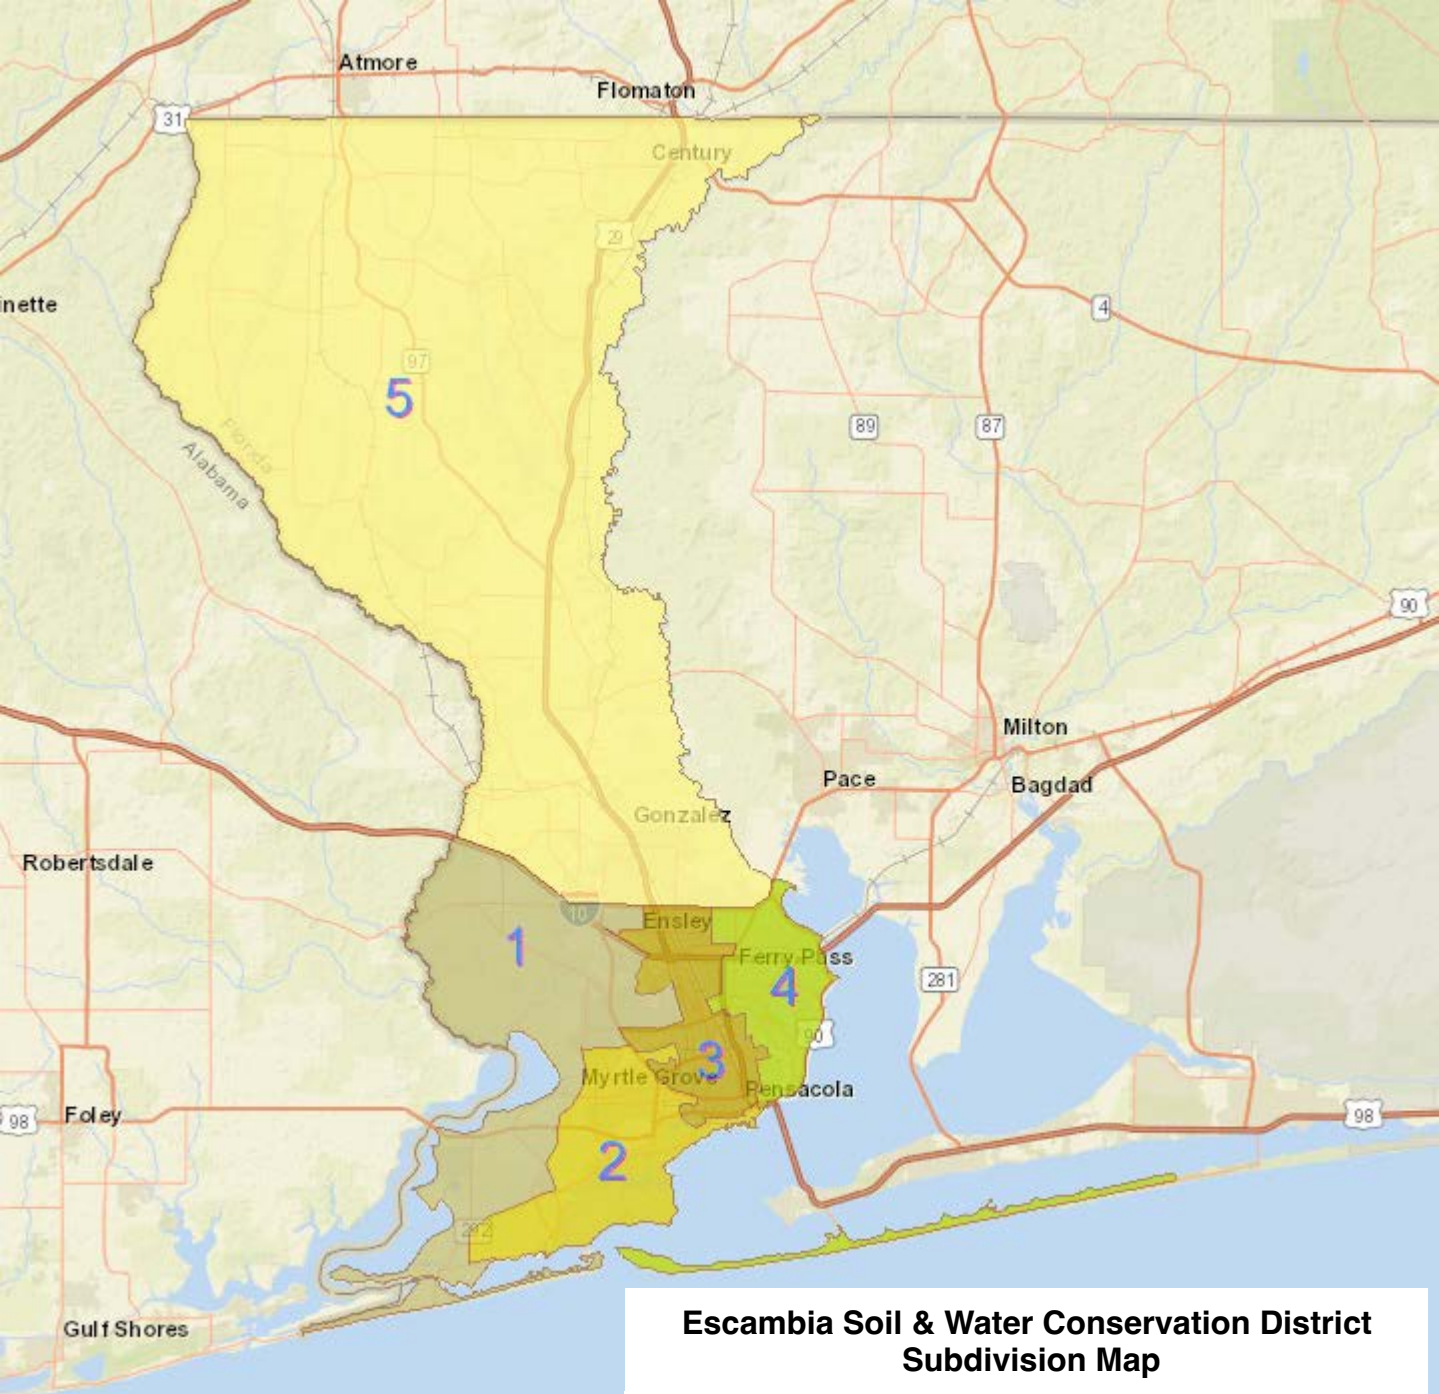 Atmore
Flomaton
31
Century
29
inette
4
97
5
89
87
Florida
Alabama
90
Milton
Pace
Bagdad
Gonzalez
Robertsdale
10
Ensley
1
Ferry Pass
4
281
90
3
Myrtle Grove
Pensacola
98
Foley
98
2
292
Gulf Shores
Escambia Soil & Water Conservation District
Subdivision Map